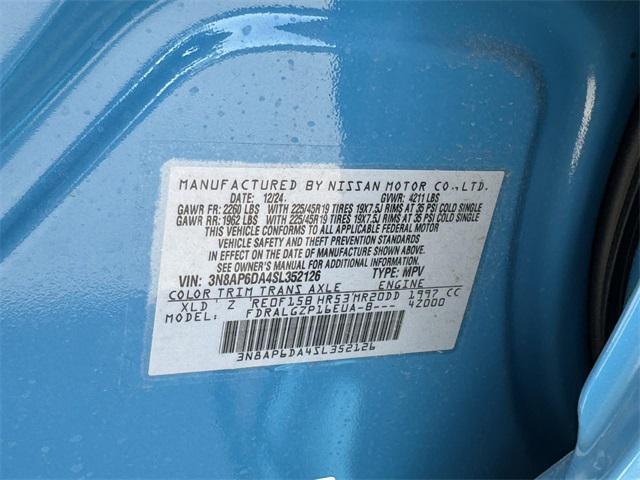 MANUFACTURED BY NISSAN MOTOR CO., LTD.
DATE: 12/24 GVWR: 4211 LBS
GAWR FR: 2260 LBS WITH 225/45R19 TIRES 19X7.5J RIMS AT 35 PSI COLD SINGLE
GAWR RR: 1962 LBS WITH 225/45R19 TIRES 19X7.5J RIMS AT 35 PSI COLD SINGLE
THIS VEHICLE CONFORMS TO ALL APPLICABLE FEDERAL MOTOR
VEHICLE SAFETY AND THEFT PREVENTION STANDARDS
IN EFFECT ON THE DATE OF MANUFACTURE SHOWN ABOVE.
SEE OWNER'S MANUAL FOR ADDITIONAL INFORMATION.
VIN: 3N8AP6DA4SL352126 TYPE: MPV
COLOR TRIM TRANS AXLE ENGINE
XLD ' Z RE0F15B HR53 MR20DD 1997 CC
FDRALGZP16EUA-B--- 42000
3N8AP6DA4SL352126